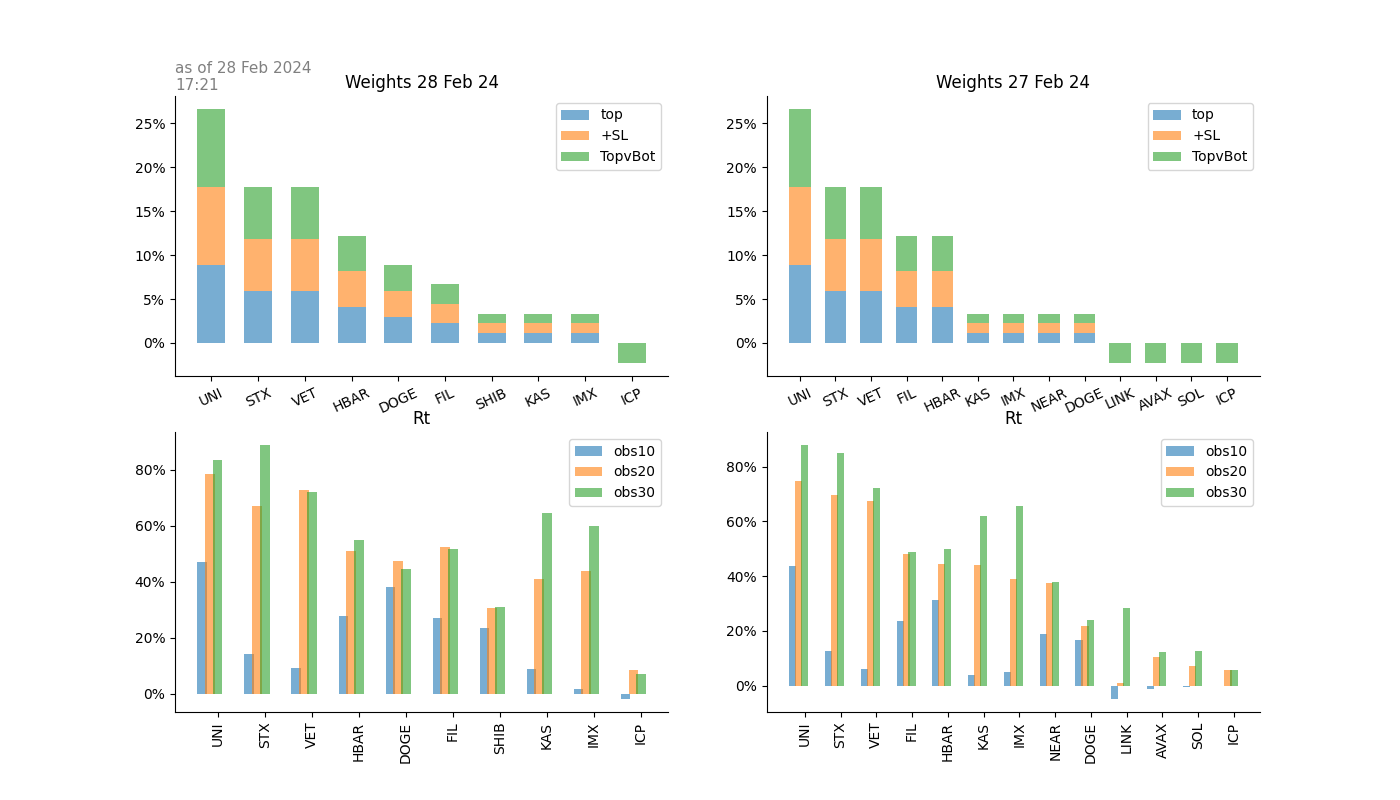 as of 28 Feb 2024
17:21
Weights 28 Feb 24
25%
20%
15%
10%
5%
0%
top
+SL
TopvBot
UNI STX VET HBAR DOGE FIL SHIB KAS IMX ICP
Weights 27 Feb 24
25%
20%
15%
10%
5%
0%
top
+SL
TopvBot
UNI STX VET FIL HBAR KAS IMX NEAR DOGE LINK AVAX SOL ICP
Rt
80%
60%
40%
20%
0%
obs10
obs20
obs30
UNI STX VET HBAR DOGE FIL SHIB KAS IMX ICP
Rt
80%
60%
40%
20%
0%
obs10
obs20
obs30
UNI STX VET FIL HBAR KAS IMX NEAR DOGE LINK AVAX SOL ICP